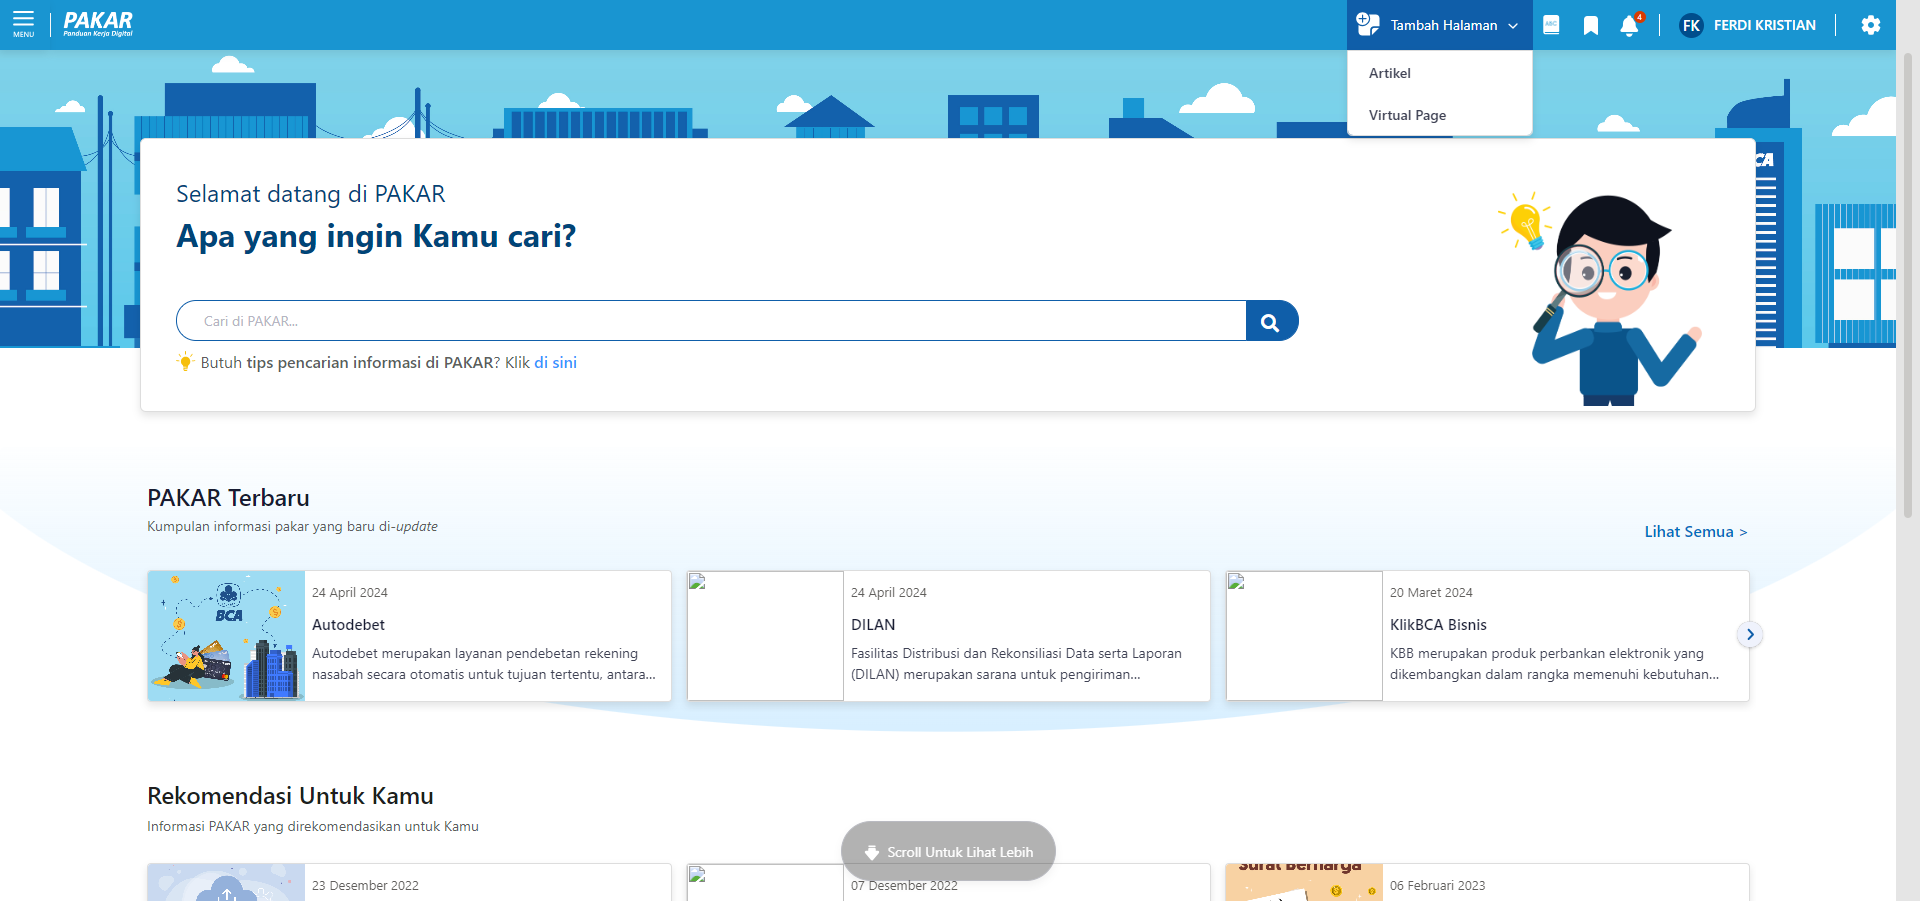 MENU
PAKAR
Panduan Kerja Digital
Tambah Halaman
ABC
4
FK
FERDI KRISTIAN
Artikel
Virtual Page
CA
Selamat datang di PAKAR
Apa yang ingin Kamu cari?
Cari di PAKAR...
Butuh tips pencarian informasi di PAKAR? Klik di sini
PAKAR Terbaru
Kumpulan informasi pakar yang baru di-update
Lihat Semua >
BCA
24 April 2024
Autodebet
Autodebet merupakan layanan pendebetan rekening
nasabah secara otomatis untuk tujuan tertentu, antara...
24 April 2024
DILAN
Fasilitas Distribusi dan Rekonsiliasi Data serta Laporan
(DILAN) merupakan sarana untuk pengiriman...
20 Maret 2024
KlikBCA Bisnis
KBB merupakan produk perbankan elektronik yang
dikembangkan dalam rangka memenuhi kebutuhan...
Rekomendasi Untuk Kamu
Informasi PAKAR yang direkomendasikan untuk Kamu
Scroll Untuk Lihat Lebih
23 Desember 2022
07 Desember 2022
Surat Berharga
06 Februari 2023